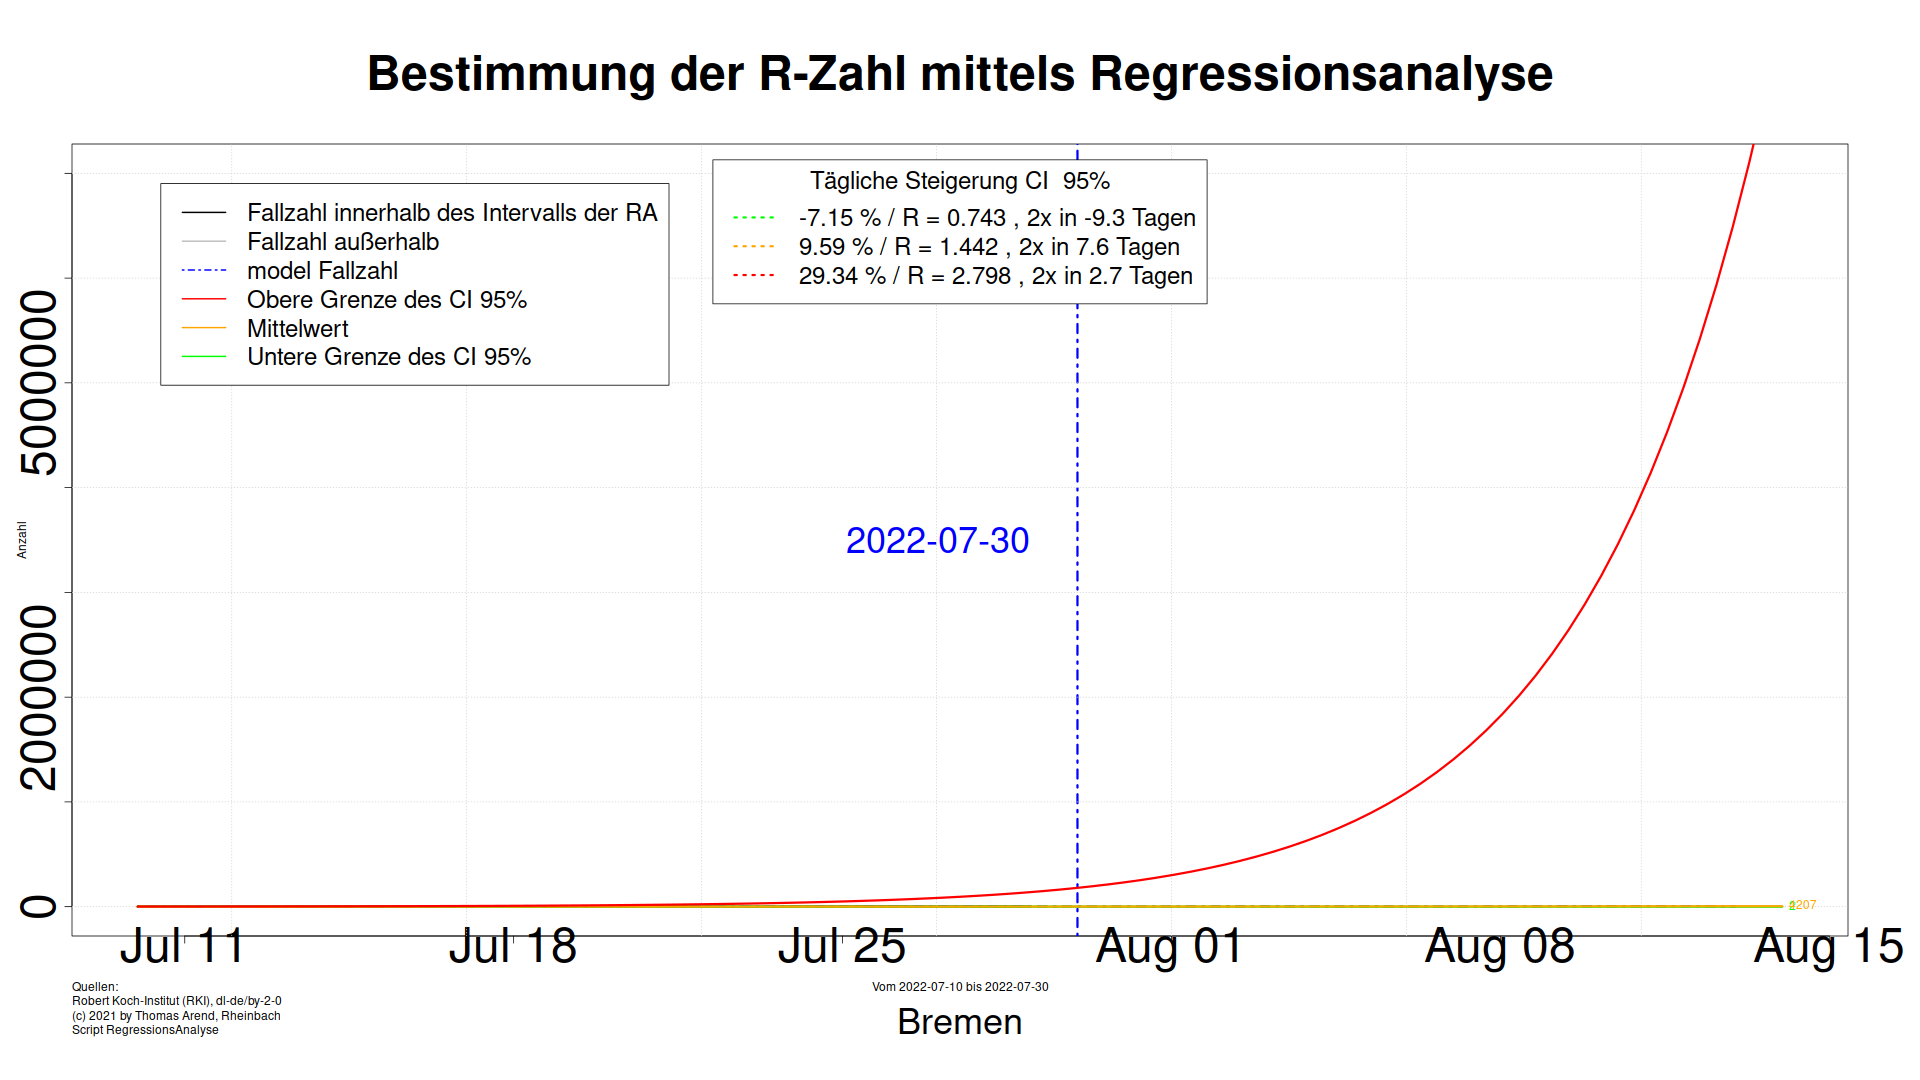 Bestimmung der R-Zahl mittels Regressionsanalyse
Fallzahl innerhalb des Intervalls der RA
Fallzahl außerhalb
model Fallzahl
Obere Grenze des CI 95%
Mittelwert
Untere Grenze des CI 95%
Tägliche Steigerung CI 95%
-7.15 % / R = 0.743 , 2x in -9.3 Tagen
9.59 % / R = 1.442 , 2x in 7.6 Tagen
29.34 % / R = 2.798 , 2x in 2.7 Tagen
5000000
2000000
0
Anzahl
2022-07-30
Jul 11
Jul 18
Jul 25
Aug 01
Aug 08
Aug 15
Vom 2022-07-10 bis 2022-07-30
Bremen
Quellen:
Robert Koch-Institut (RKI), dl-de/by-2-0
(c) 2021 by Thomas Arend, Rheinbach
Script RegressionsAnalyse